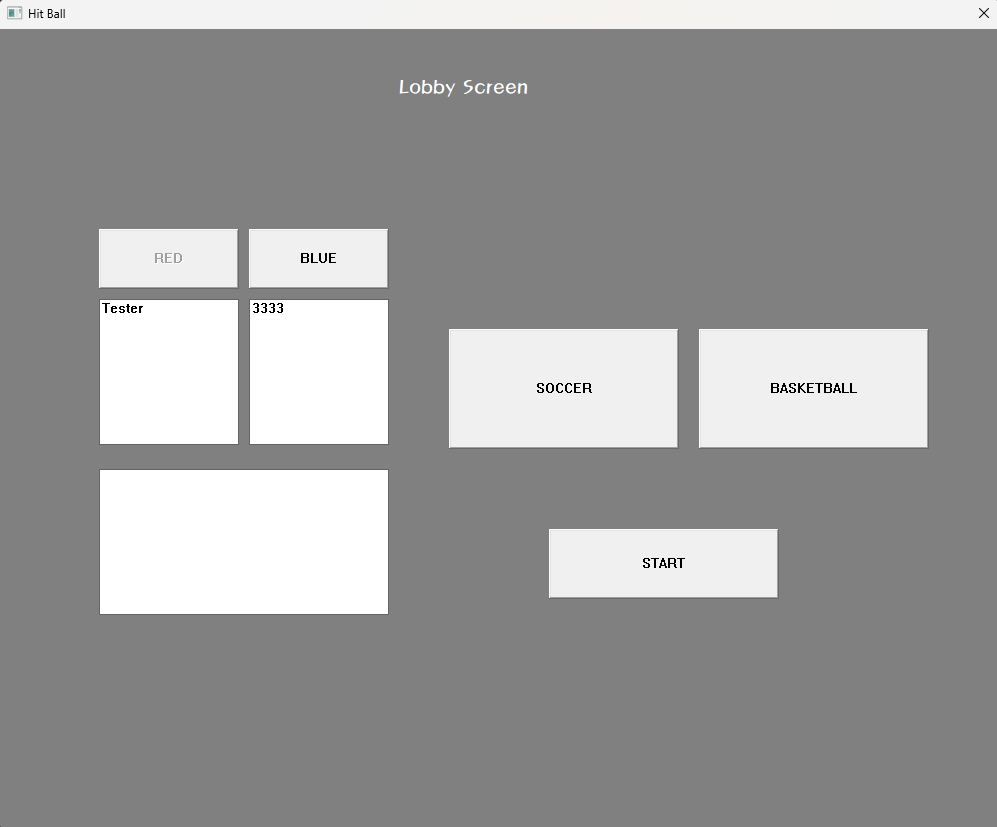 Hit Ball
Lobby Screen
RED
BLUE
Tester
3333
SOCCER
BASKETBALL
START